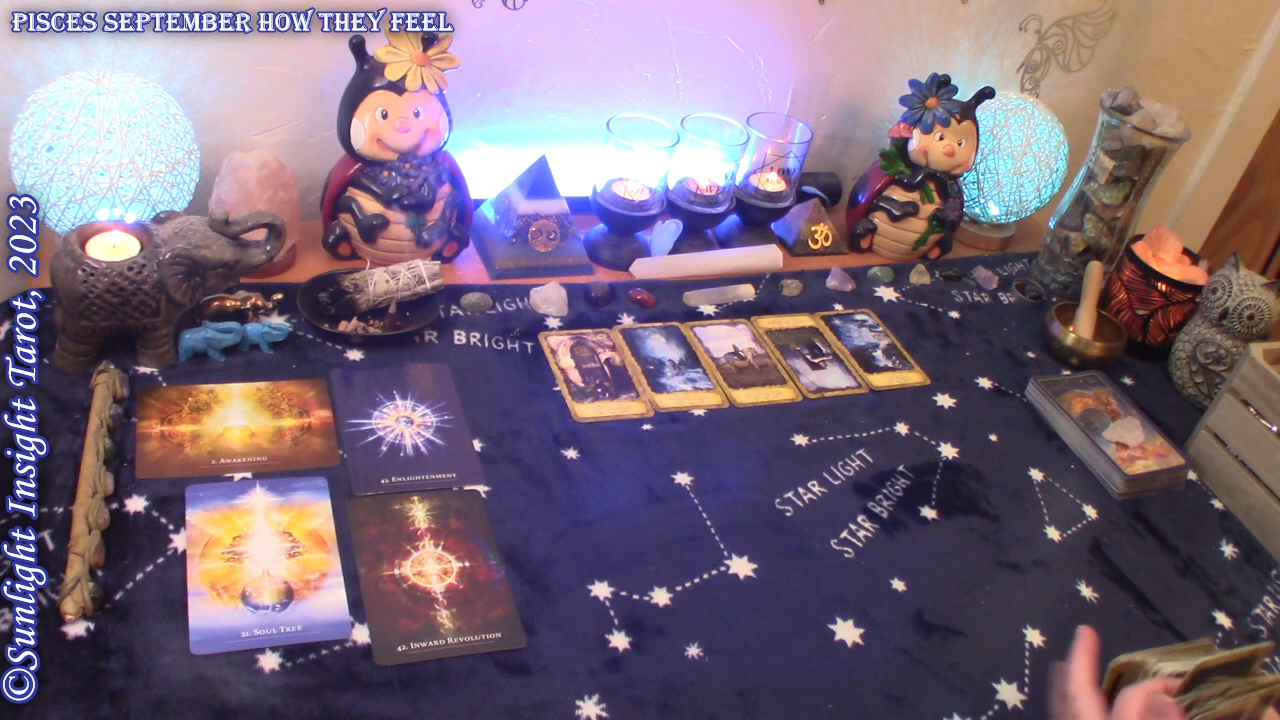 PISCES SEPTEMBER HOW THEY FEEL
©Sunlight Insight Tarot, 2023
STAR LIGHT
STAR BRIGHT
2. AWAKENING
43. ENLIGHTENMENT
21. SOUL TREE
42. INWARD REVOLUTION
STAR LIGHT
STAR BRIGHT